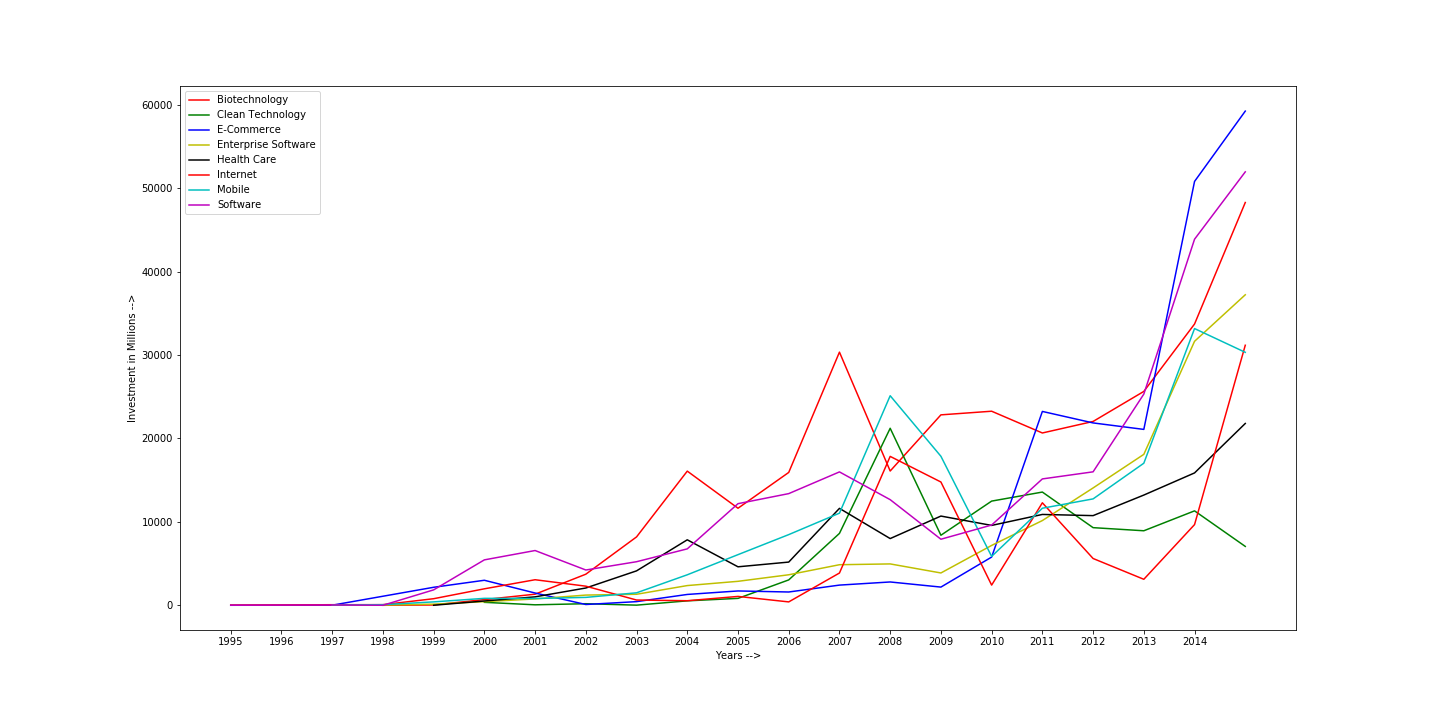 Biotechnology
Clean Technology
E-Commerce
Enterprise Software
Health Care
Internet
Mobile
Software
60000
50000
40000
30000
20000
10000
0
Investment in Millions -->
1995 1996 1997 1998 1999 2000 2001 2002 2003 2004 2005 2006 2007 2008 2009 2010 2011 2012 2013 2014
Years -->